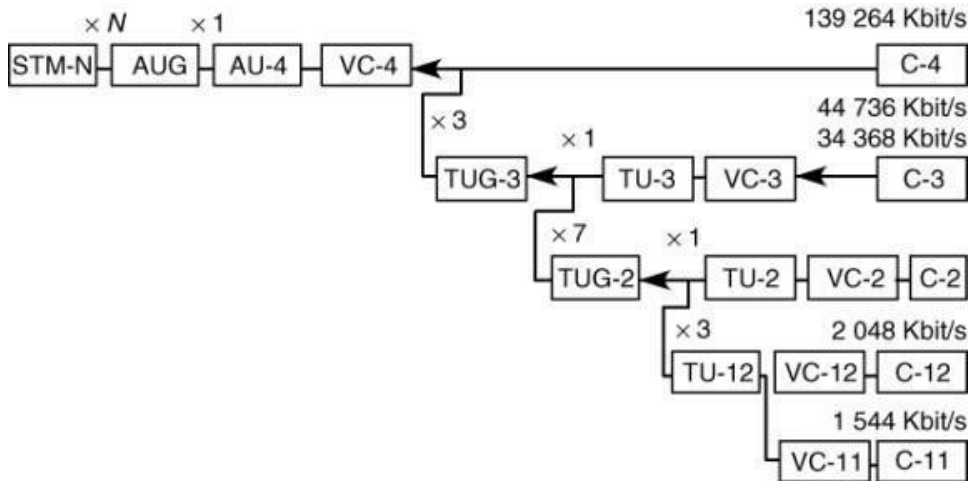 × N × 1 139 264 Kbit/s
STM-N AUG AU-4 VC-4 C-4
× 3 44 736 Kbit/s
× 1 34 368 Kbit/s
TUG-3 TU-3 VC-3 C-3
× 7 × 1
TUG-2 TU-2 VC-2 C-2
× 3 2 048 Kbit/s
TU-12 VC-12 C-12
1 544 Kbit/s
VC-11 C-11